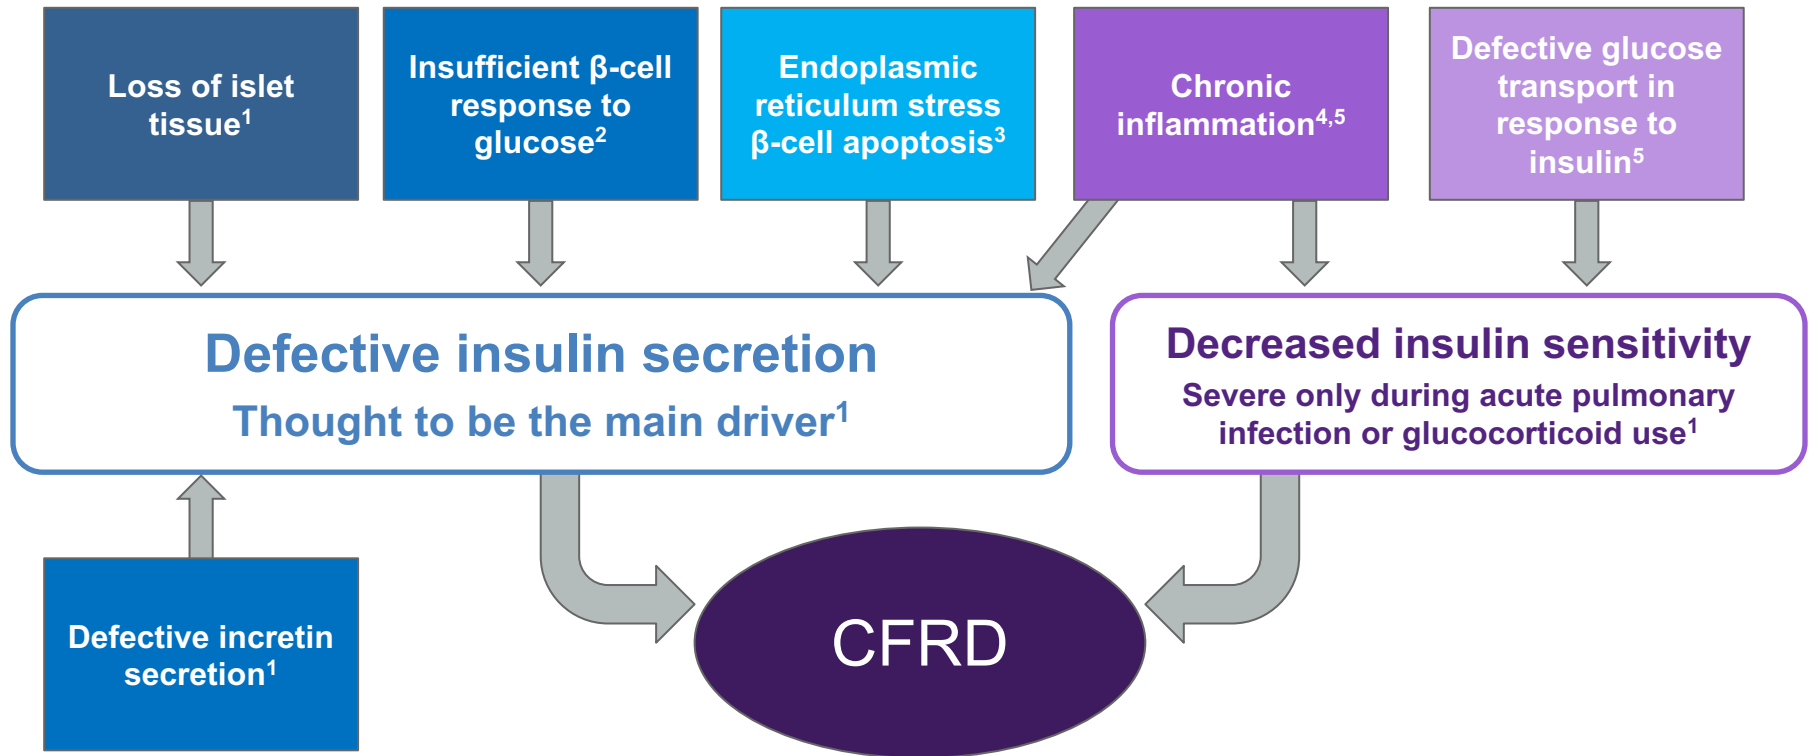 Loss of islet
tissue¹
Insufficient β-cell
response to
glucose²
Endoplasmic
reticulum stress
β-cell apoptosis³
Chronic
inflammation⁴,⁵
Defective glucose
transport in
response to
insulin⁵
Defective insulin secretion
Thought to be the main driver¹
Decreased insulin sensitivity
Severe only during acute pulmonary
infection or glucocorticoid use¹
Defective incretin
secretion¹
CFRD